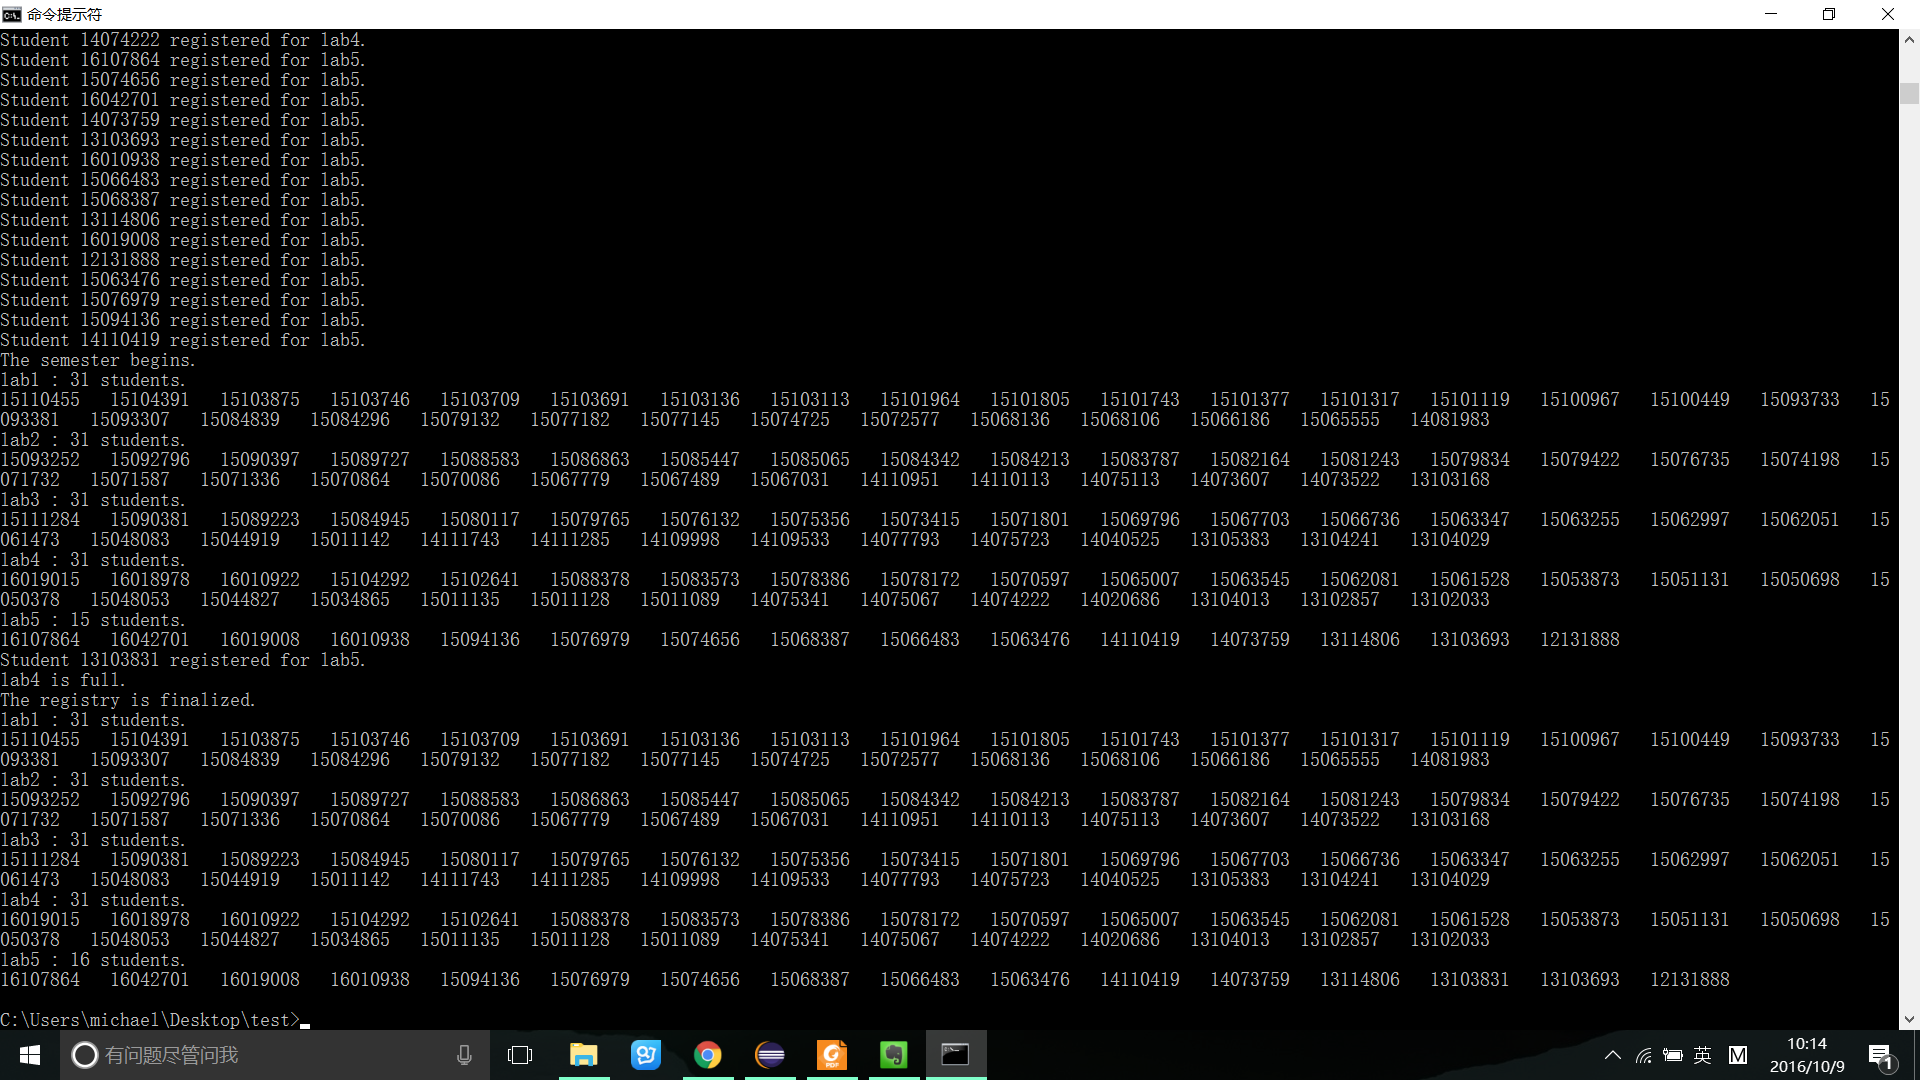 命令提示符
Student 14074222 registered for lab4.
Student 16107864 registered for lab5.
Student 15074656 registered for lab5.
Student 16042701 registered for lab5.
Student 14073759 registered for lab5.
Student 13103693 registered for lab5.
Student 16010938 registered for lab5.
Student 15066483 registered for lab5.
Student 15068387 registered for lab5.
Student 13114806 registered for lab5.
Student 16019008 registered for lab5.
Student 12131888 registered for lab5.
Student 15063476 registered for lab5.
Student 15076979 registered for lab5.
Student 15094136 registered for lab5.
Student 14110419 registered for lab5.
The semester begins.
lab1 : 31 students.
15110455   15104391   15103875   15103746   15103709   15103691   15103136   15103113   15101964   15101805   15101743   15101377   15101317   15101119   15100967   15100449   15093733   15
093381   15093307   15084839   15084296   15079132   15077182   15077145   15074725   15072577   15068136   15068106   15066186   15065555   14081983
lab2 : 31 students.
15093252   15092796   15090397   15089727   15088583   15086863   15085447   15085065   15084342   15084213   15083787   15082164   15081243   15079834   15079422   15076735   15074198   15
071732   15071587   15071336   15070864   15070086   15067779   15067489   15067031   14110951   14110113   14075113   14073607   14073522   13103168
lab3 : 31 students.
15111284   15090381   15089223   15084945   15080117   15079765   15076132   15075356   15073415   15071801   15069796   15067703   15066736   15063347   15063255   15062997   15062051   15
061473   15048083   15044919   15011142   14111743   14111285   14109998   14109533   14077793   14075723   14040525   13105383   13104241   13104029
lab4 : 31 students.
16019015   16018978   16010922   15104292   15102641   15088378   15083573   15078386   15078172   15070597   15065007   15063545   15062081   15061528   15053873   15051131   15050698   15
050378   15048053   15044827   15034865   15011135   15011128   15011089   14075341   14075067   14074222   14020686   13104013   13102857   13102033
lab5 : 15 students.
16107864   16042701   16019008   16010938   15094136   15076979   15074656   15068387   15066483   15063476   14110419   14073759   13114806   13103693   12131888
Student 13103831 registered for lab5.
lab4 is full.
The registry is finalized.
lab1 : 31 students.
15110455   15104391   15103875   15103746   15103709   15103691   15103136   15103113   15101964   15101805   15101743   15101377   15101317   15101119   15100967   15100449   15093733   15
093381   15093307   15084839   15084296   15079132   15077182   15077145   15074725   15072577   15068136   15068106   15066186   15065555   14081983
lab2 : 31 students.
15093252   15092796   15090397   15089727   15088583   15086863   15085447   15085065   15084342   15084213   15083787   15082164   15081243   15079834   15079422   15076735   15074198   15
071732   15071587   15071336   15070864   15070086   15067779   15067489   15067031   14110951   14110113   14075113   14073607   14073522   13103168
lab3 : 31 students.
15111284   15090381   15089223   15084945   15080117   15079765   15076132   15075356   15073415   15071801   15069796   15067703   15066736   15063347   15063255   15062997   15062051   15
061473   15048083   15044919   15011142   14111743   14111285   14109998   14109533   14077793   14075723   14040525   13105383   13104241   13104029
lab4 : 31 students.
16019015   16018978   16010922   15104292   15102641   15088378   15083573   15078386   15078172   15070597   15065007   15063545   15062081   15061528   15053873   15051131   15050698   15
050378   15048053   15044827   15034865   15011135   15011128   15011089   14075341   14075067   14074222   14020686   13104013   13102857   13102033
lab5 : 16 students.
16107864   16042701   16019008   16010938   15094136   15076979   15074656   15068387   15066483   15063476   14110419   14073759   13114806   13103831   13103693   12131888
C:\Users\michael\Desktop\test>
有问题尽管问我
英
M
10:14
2016/10/9
1
PDF